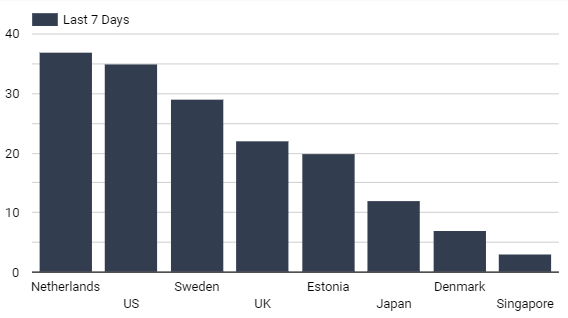 Last 7 Days
40
30
20
10
0
Netherlands
US
Sweden
UK
Estonia
Japan
Denmark
Singapore